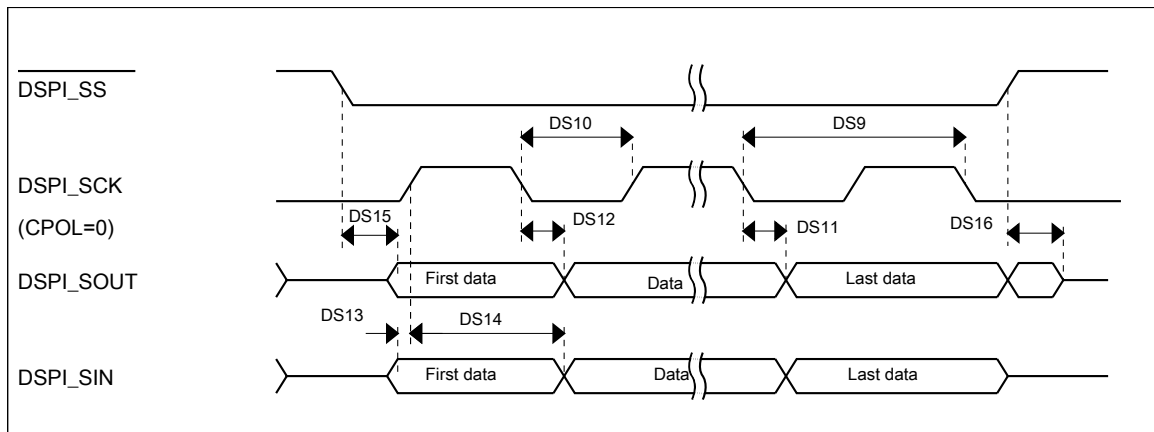 DSPI_SS
DS10
DS9
DSPI_SCK
(CPOL=0)
DS15
DS12
DS11
DS16
DSPI_SOUT
First data
Data
Last data
DS13
DS14
DSPI_SIN
First data
Data
Last data